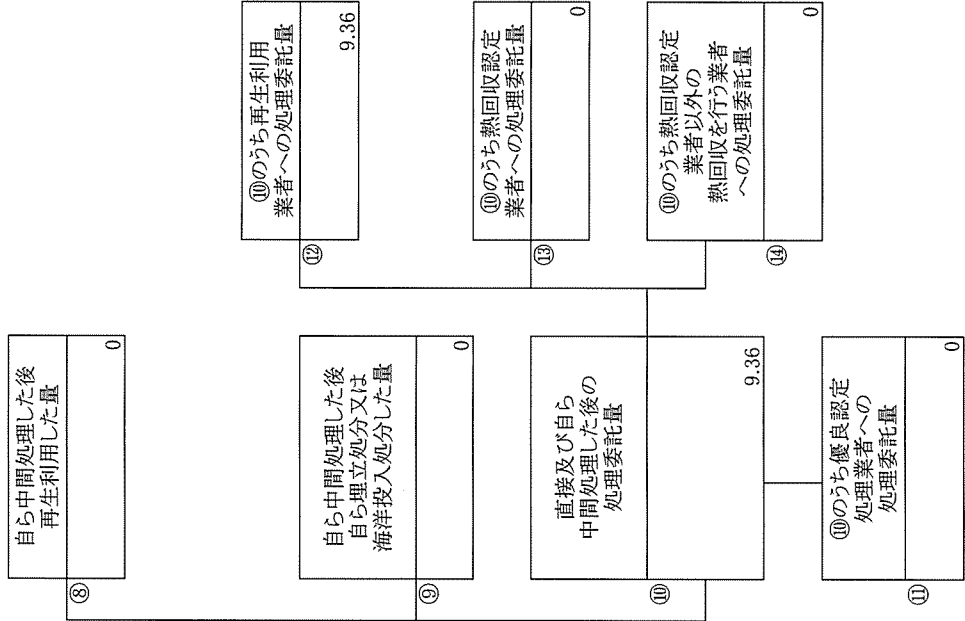 ⑧
自ら中間処理した後
再生利用した量
0
⑨
自ら中間処理した後
自ら埋立処分又は
海洋投入処分した量
0
⑩
直接及び自ら
中間処理した後の
処理委託量
9.36
⑪
⑩のうち優良認定
処理業者への
処理委託量
0
⑫
⑩のうち再生利用
業者への処理委託量
9.36
⑬
⑩のうち熱回収認定
業者への処理委託量
0
⑭
⑩のうち熱回収認定
業者以外の
熱回収を行う業者
への処理委託量
0